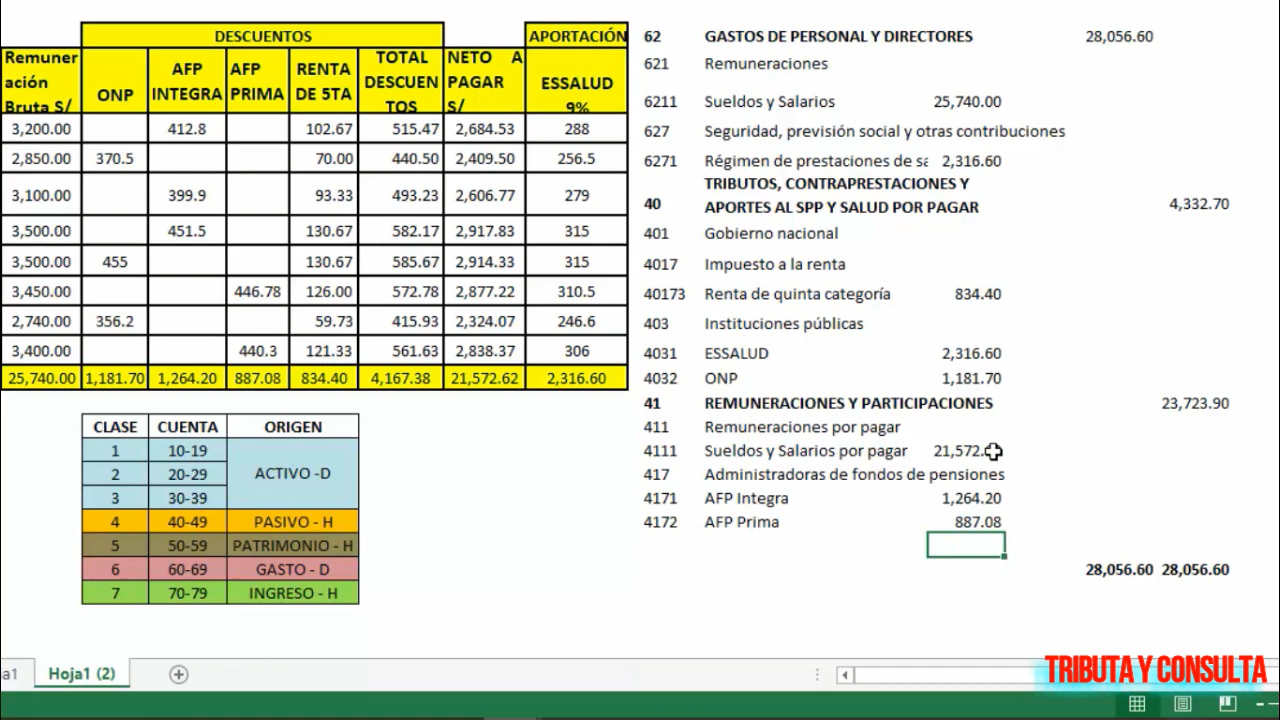 DESCUENTOS APORTACIÓN
Remuner
ación
Bruta S/
ONP
AFP
INTEGRA
AFP
PRIMA
RENTA
DE 5TA
TOTAL
DESCUEN
TOS
NETO A
PAGAR
S/
ESSALUD
9%
3,200.00 412.8 102.67 515.47 2,684.53 288
2,850.00 370.5 70.00 440.50 2,409.50 256.5
3,100.00 399.9 93.33 493.23 2,606.77 279
3,500.00 451.5 130.67 582.17 2,917.83 315
3,500.00 455 130.67 585.67 2,914.33 315
3,450.00 446.78 126.00 572.78 2,877.22 310.5
2,740.00 356.2 59.73 415.93 2,324.07 246.6
3,400.00 440.3 121.33 561.63 2,838.37 306
25,740.00 1,181.70 1,264.20 887.08 834.40 4,167.38 21,572.62 2,316.60
CLASE CUENTA ORIGEN
1 10-19
2 20-29 ACTIVO -D
3 30-39
4 40-49 PASIVO - H
5 50-59 PATRIMONIO - H
6 60-69 GASTO - D
7 70-79 INGRESO - H
62 GASTOS DE PERSONAL Y DIRECTORES 28,056.60
621 Remuneraciones
6211 Sueldos y Salarios 25,740.00
627 Seguridad, previsión social y otras contribuciones
6271 Régimen de prestaciones de sa 2,316.60
TRIBUTOS, CONTRAPRESTACIONES Y
40 APORTES AL SPP Y SALUD POR PAGAR 4,332.70
401 Gobierno nacional
4017 Impuesto a la renta
40173 Renta de quinta categoría 834.40
403 Instituciones públicas
4031 ESSALUD 2,316.60
4032 ONP 1,181.70
41 REMUNERACIONES Y PARTICIPACIONES 23,723.90
411 Remuneraciones por pagar
4111 Sueldos y Salarios por pagar 21,572.
417 Administradoras de fondos de pensiones
4171 AFP Integra 1,264.20
4172 AFP Prima 887.08
28,056.60 28,056.60
a1 Hoja1 (2)
TRIBUTA Y CONSULTA